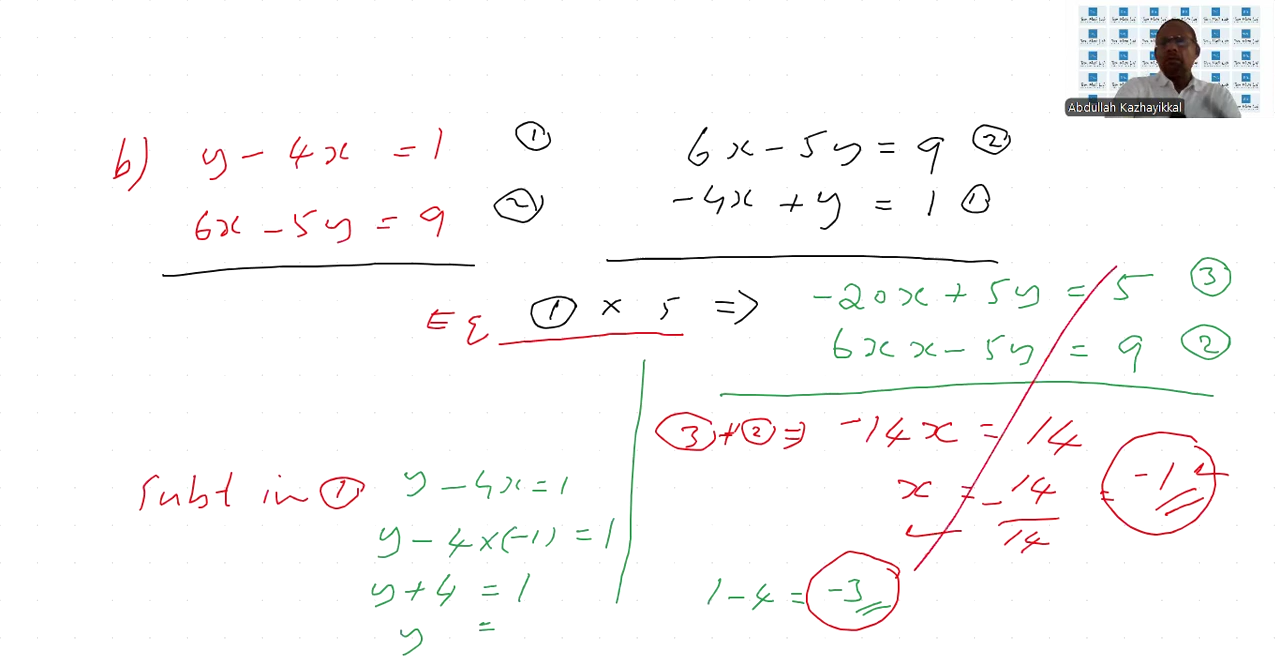 Abdullah Kazhayikkal
b) y - 4x = 1 ①
6x - 5y = 9 ②
6x - 5y = 9 ②
-4x + y = 1 ①
Eq ① × 5 => -20x + 5y = 5 ③
6x x - 5y = 9 ②
③ + ② => -14x = 14
x = -14/14 = -1
Subt in ① y - 4x = 1
y - 4 × (-1) = 1
y + 4 = 1
y = 1 - 4 = -3